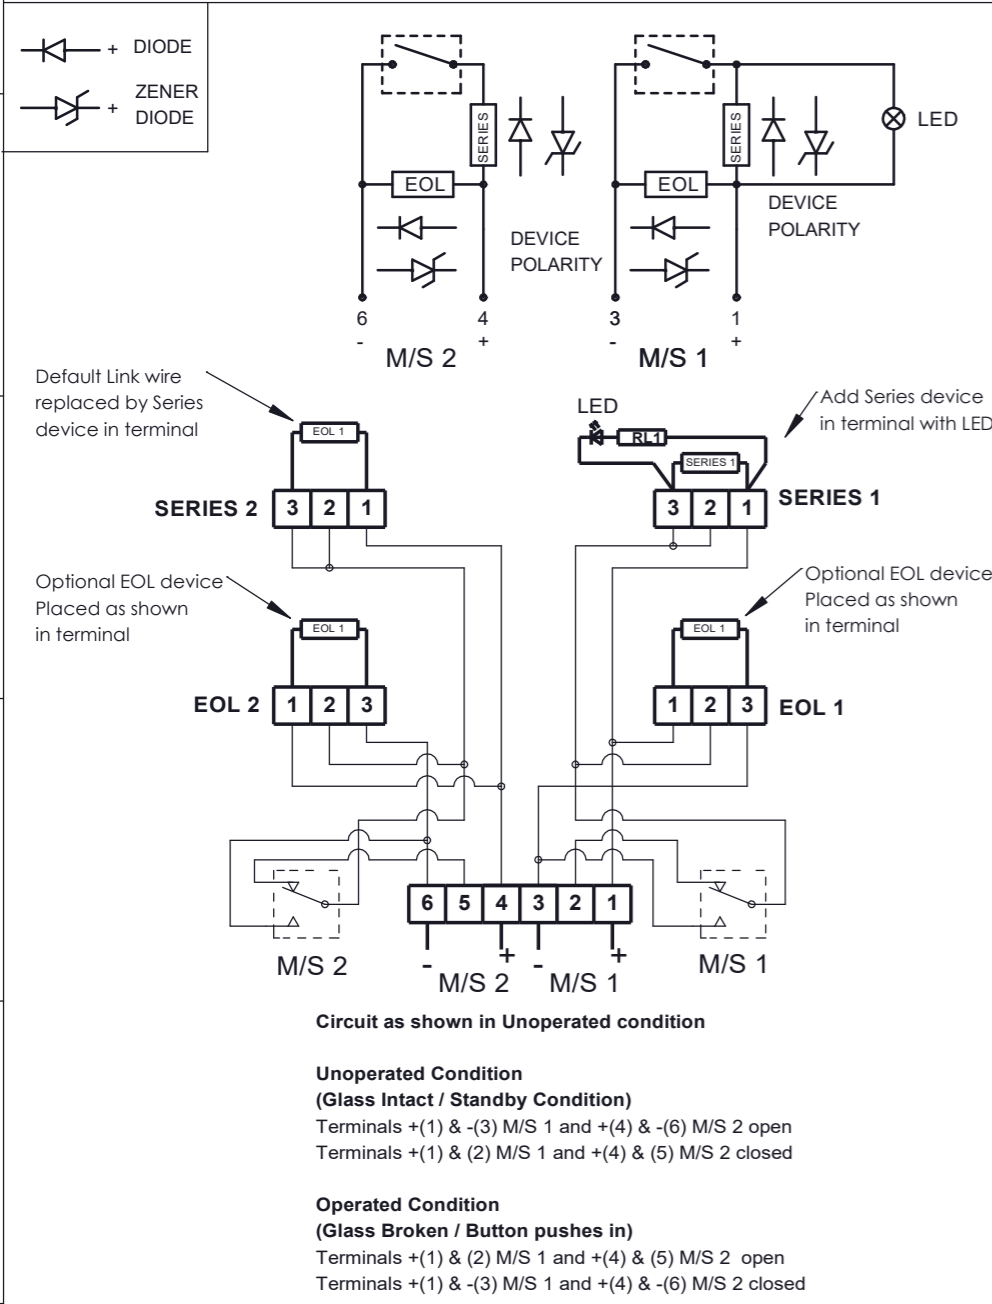 + DIODE
+ ZENER
DIODE
SERIES
EOL
DEVICE
POLARITY
6
4
-
+
M/S 2
SERIES
LED
EOL
DEVICE
POLARITY
3
1
-
+
M/S 1
Default Link wire
replaced by Series
device in terminal
EOL 1
SERIES 2
3 2 1
LED
RL1
SERIES 1
Add Series device
in terminal with LED
3 2 1
SERIES 1
Optional EOL device
Placed as shown
in terminal
EOL 1
EOL 2
1 2 3
Optional EOL device
Placed as shown
in terminal
EOL 1
1 2 3
EOL 1
M/S 2
6 5 4 3 2 1
- + - +
M/S 2 M/S 1
M/S 1
Circuit as shown in Unoperated condition
Unoperated Condition
(Glass Intact / Standby Condition)
Terminals +(1) & -(3) M/S 1 and +(4) & -(6) M/S 2 open
Terminals +(1) & (2) M/S 1 and +(4) & (5) M/S 2 closed
Operated Condition
(Glass Broken / Button pushes in)
Terminals +(1) & (2) M/S 1 and +(4) & (5) M/S 2 open
Terminals +(1) & -(3) M/S 1 and +(4) & -(6) M/S 2 closed